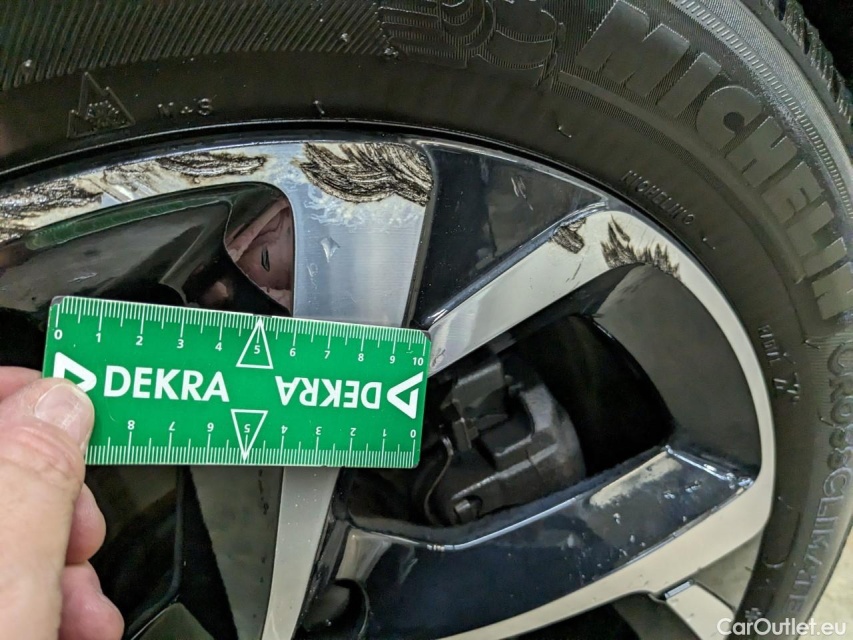 M+S
MICHELIN
MICHELIN
CROSSCLIMATE
0 1 2 3 4 5 6 7 8 9 10
DEKRA DEKRA
8 7 6 5 4 3 2 1 0
CarOutlet.eu